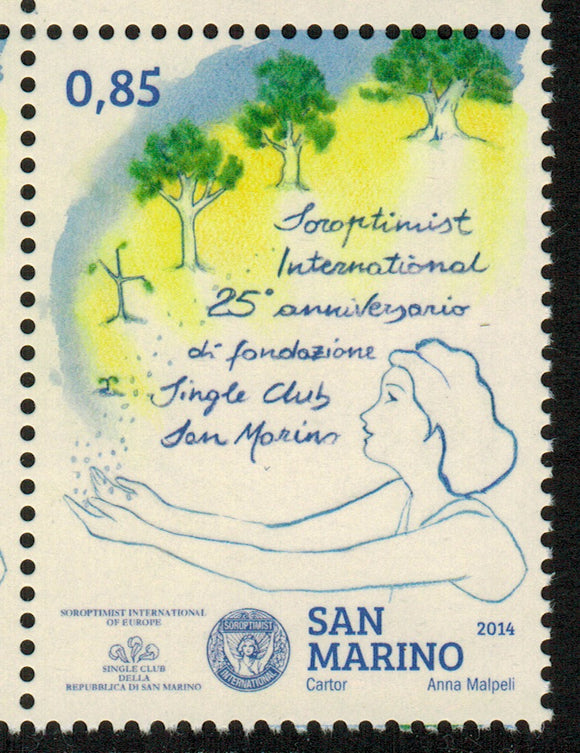 0,85
Soroptimist
International
25° anniversario
di fondazione
Single Club
San Marino
SOROPTIMIST INTERNATIONAL
OF EUROPE
SINGLE CLUB
DELLA
REPUBBLICA DI SAN MARINO
SOROPTIMIST
INTERNATIONAL
SAN
MARINO
2014
Cartor
Anna Malpeli